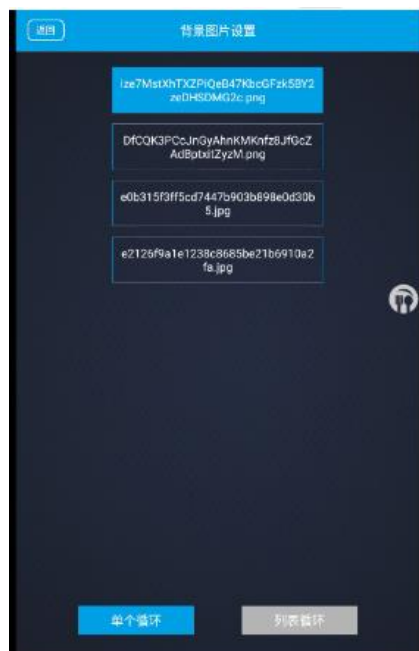 返回
背景图片设置
ize7MstXhTXZPiQeB47KbcGFzk5BY2
zeDHSDMG2c.png
DfCQK3PCcJnGyAhnKMKnfz8JfGcZ
AdBptxitZyzM.png
e0b315f3ff5cd7447b903b898e0d30b
5.jpg
e2126f9a1e1238c8685be21b6910a2
fa.jpg
单个循环
列表循环